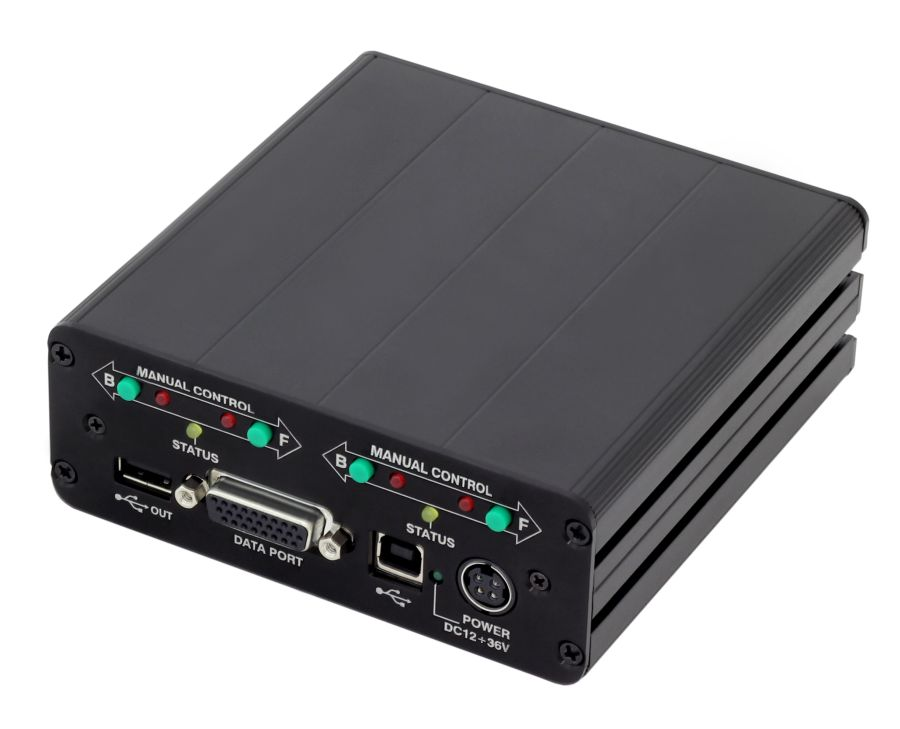 B
MANUAL CONTROL
F
STATUS
B
MANUAL CONTROL
F
STATUS
OUT
DATA PORT
POWER
DC12÷36V